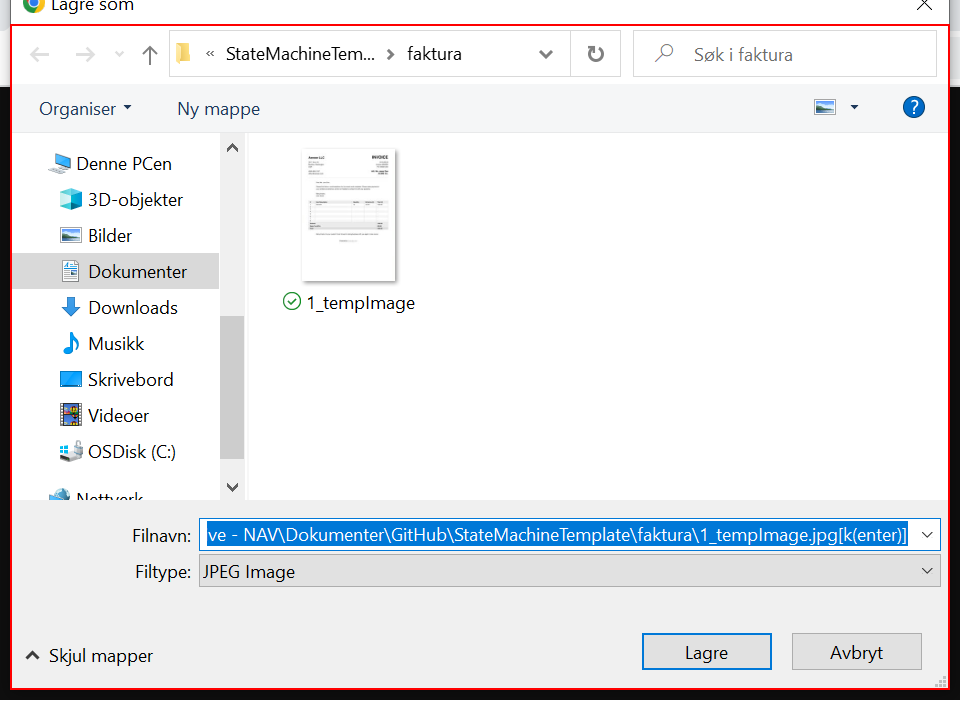 Lagre som
« StateMachineTem... > faktura
Søk i faktura
Organiser
Ny mappe
?
Denne PCen
3D-objekter
Bilder
Dokumenter
Downloads
Musikk
Skrivebord
Videoer
OSDisk (C:)
Nettverk
INVOICE
1_tempImage
Filnavn: ve - NAV\Dokumenter\GitHub\StateMachineTemplate\faktura\1_tempImage.jpg[k(enter)]
Filtype: JPEG Image
Skjul mapper
Lagre
Avbryt